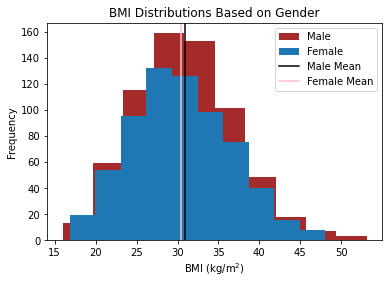 BMI Distributions Based on Gender
Male
Female
Male Mean
Female Mean
Frequency
160
140
120
100
80
60
40
20
0
15 20 25 30 35 40 45 50
BMI (kg/m²)